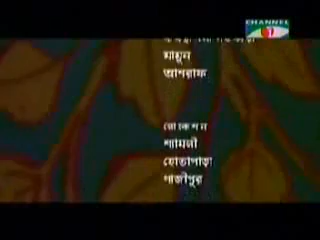 CHANNEL
i
মামুন
আশরাফ
লোকেশন
শ্যামলী
হোতাপাড়া
গাজীপুর